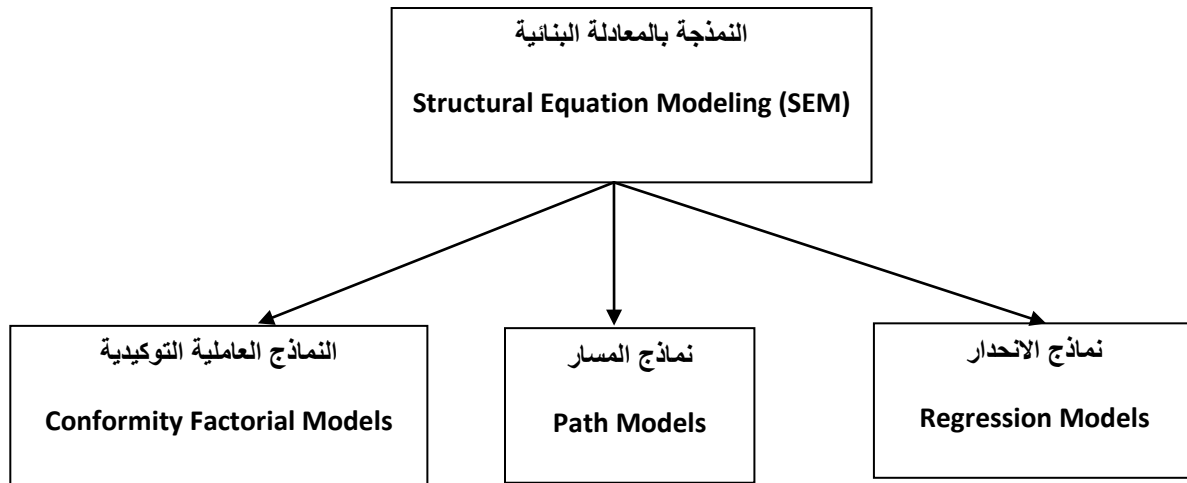 النمذجة بالمعادلة البنائية
Structural Equation Modeling (SEM)
النماذج العاملية التوكيدية
Conformity Factorial Models
نماذج المسار
Path Models
نماذج الانحدار
Regression Models